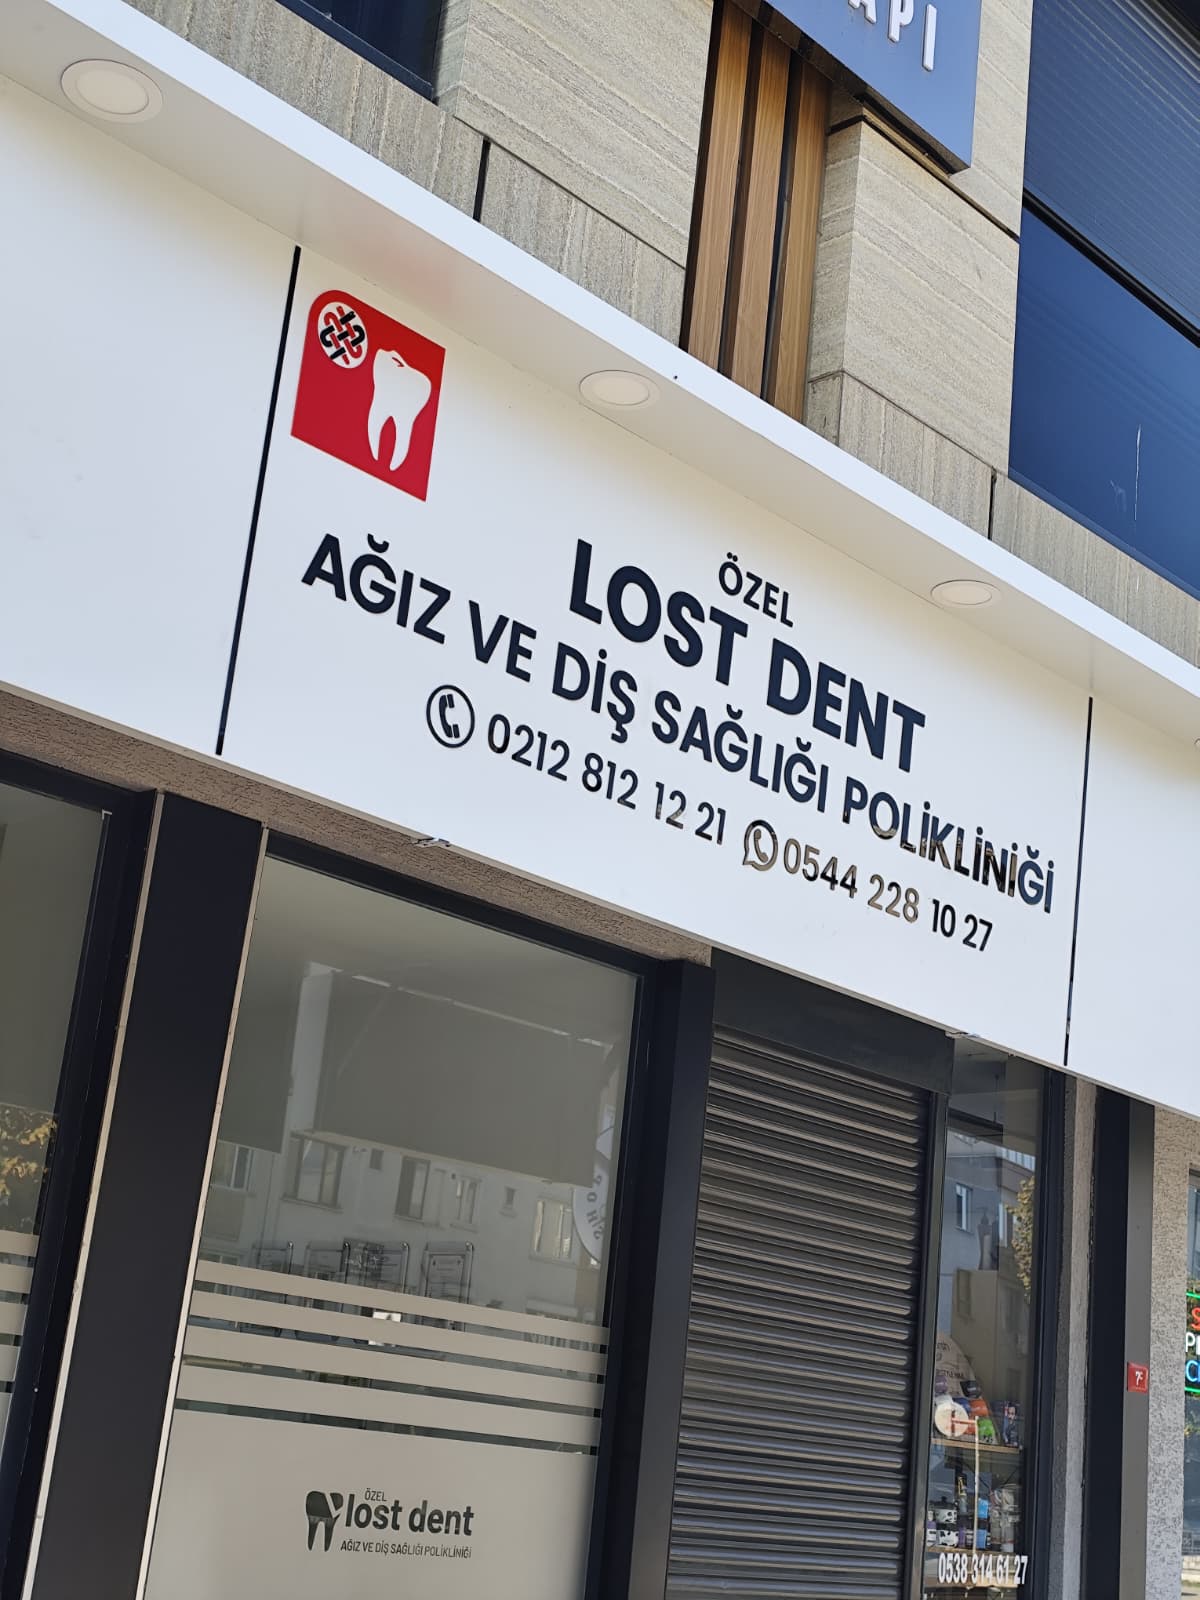 API
ÖZEL
LOST DENT
AĞIZ VE DİŞ SAĞLIĞI POLİKLİNİĞİ
0212 812 12 21 0544 228 10 27
ÖZEL
lost dent
AĞIZ VE DİŞ SAĞLIĞI POLİKLİNİĞİ
0538 314 61 27